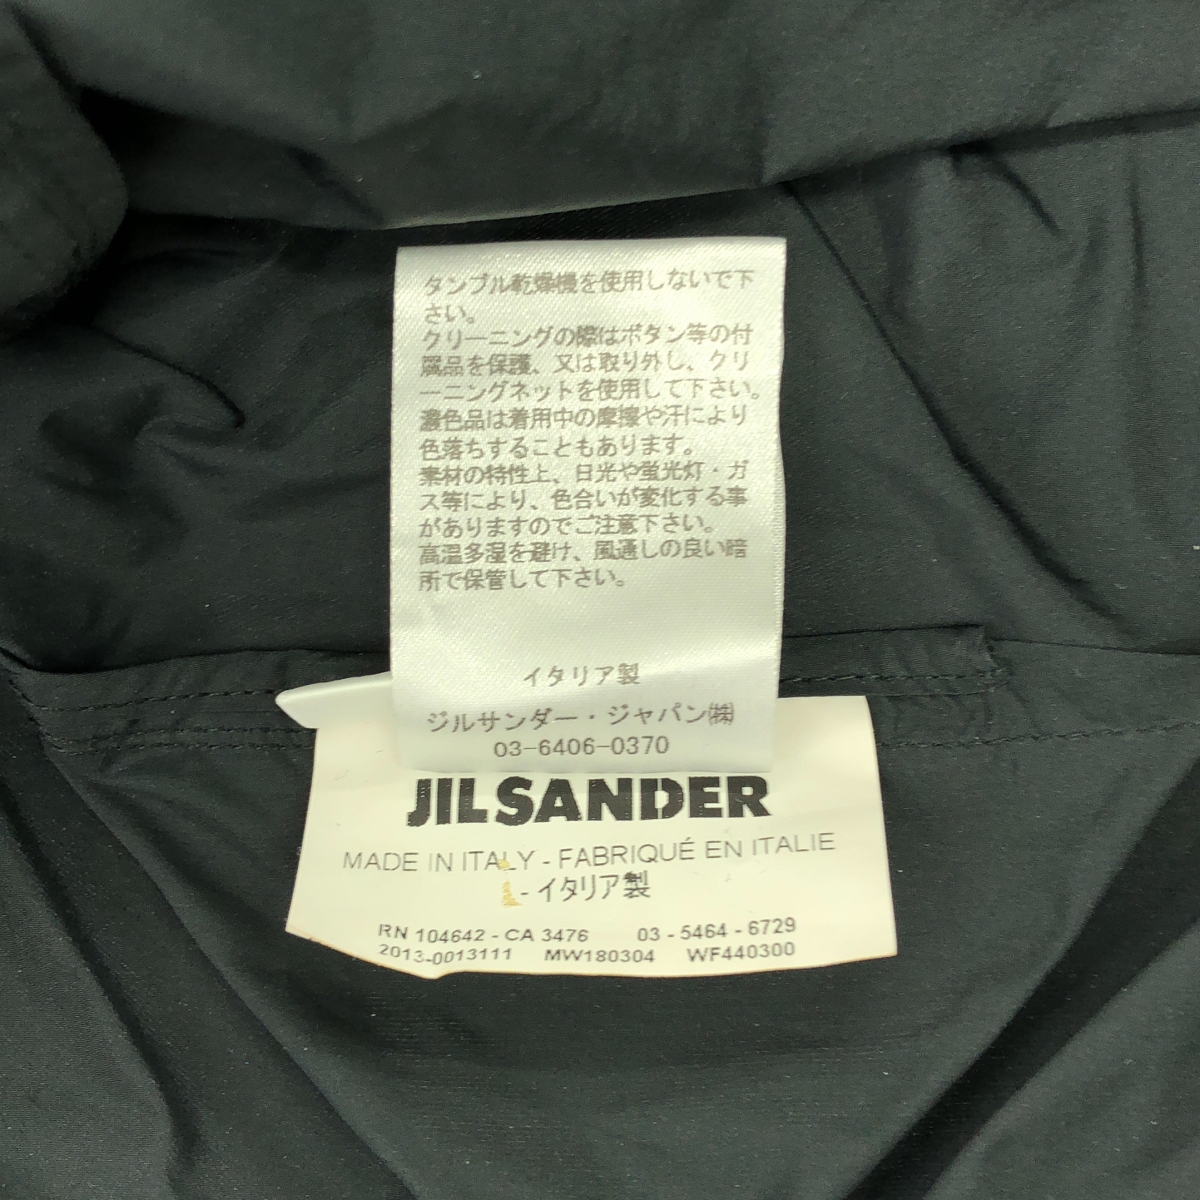 タンブル乾燥機を使用しないで下
さい。
クリーニングの際はボタン等の付
属品を保護、又は取り外し、クリ
ーニングネットを使用して下さい。
濃色品は着用中の摩擦や汗により
色落ちすることもあります。
素材の特性上、日光や蛍光灯・ガ
ス等により、色合いが変化する事
がありますのでご注意下さい。
高温多湿を避け、風通しの良い暗
所で保管して下さい。
イタリア製
ジルサンダー・ジャパン㈱
03-6406-0370
JIL SANDER
MADE IN ITALY - FABRIQUÉ EN ITALIE
- イタリア製
RN 104642 - CA 3476 03 - 5464 - 6729
2013-0013111 MW180304 WF440300